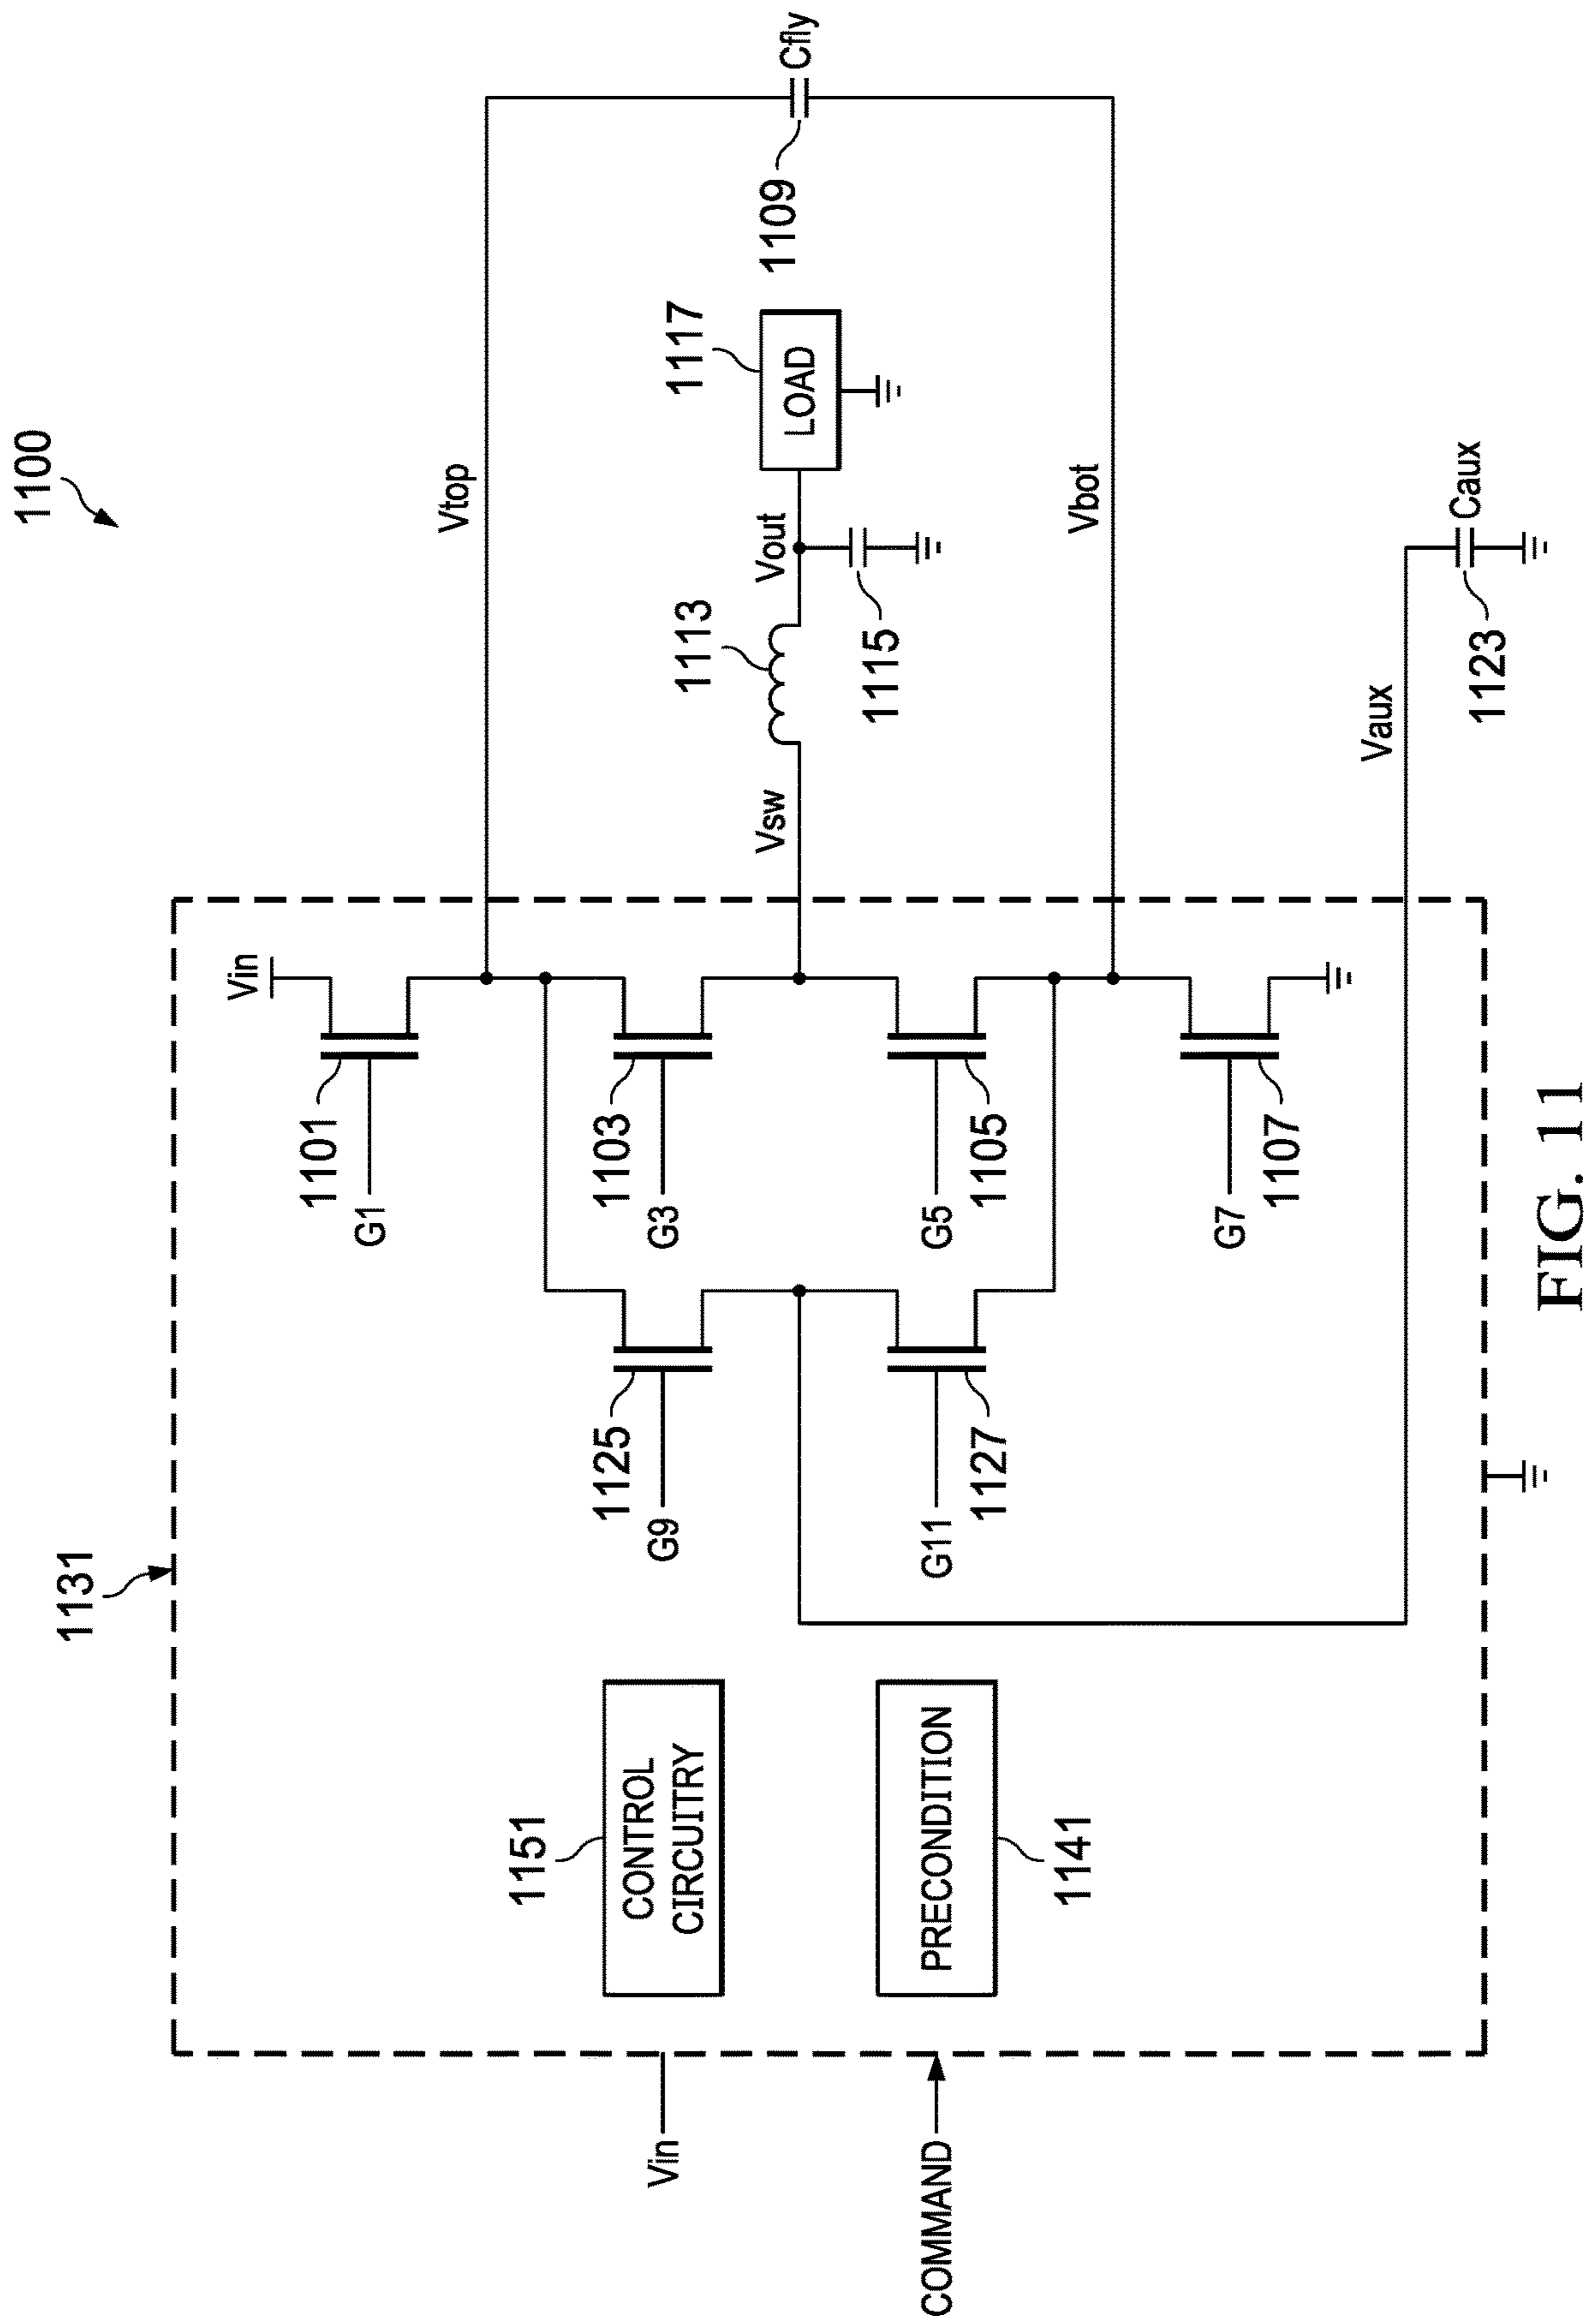 1100
1131
Vin
COMMAND
1151
CONTROL
CIRCUITRY
PRECONDITION
1141
Vin
1101
G1
1125
G9
1103
G3
G11
1127
G5
1105
G7
1107
Vtop
Vsw
1113
Vout
1115
1117
LOAD
1109
Cfly
Vbot
Vaux
1123
Caux
FIG. 11